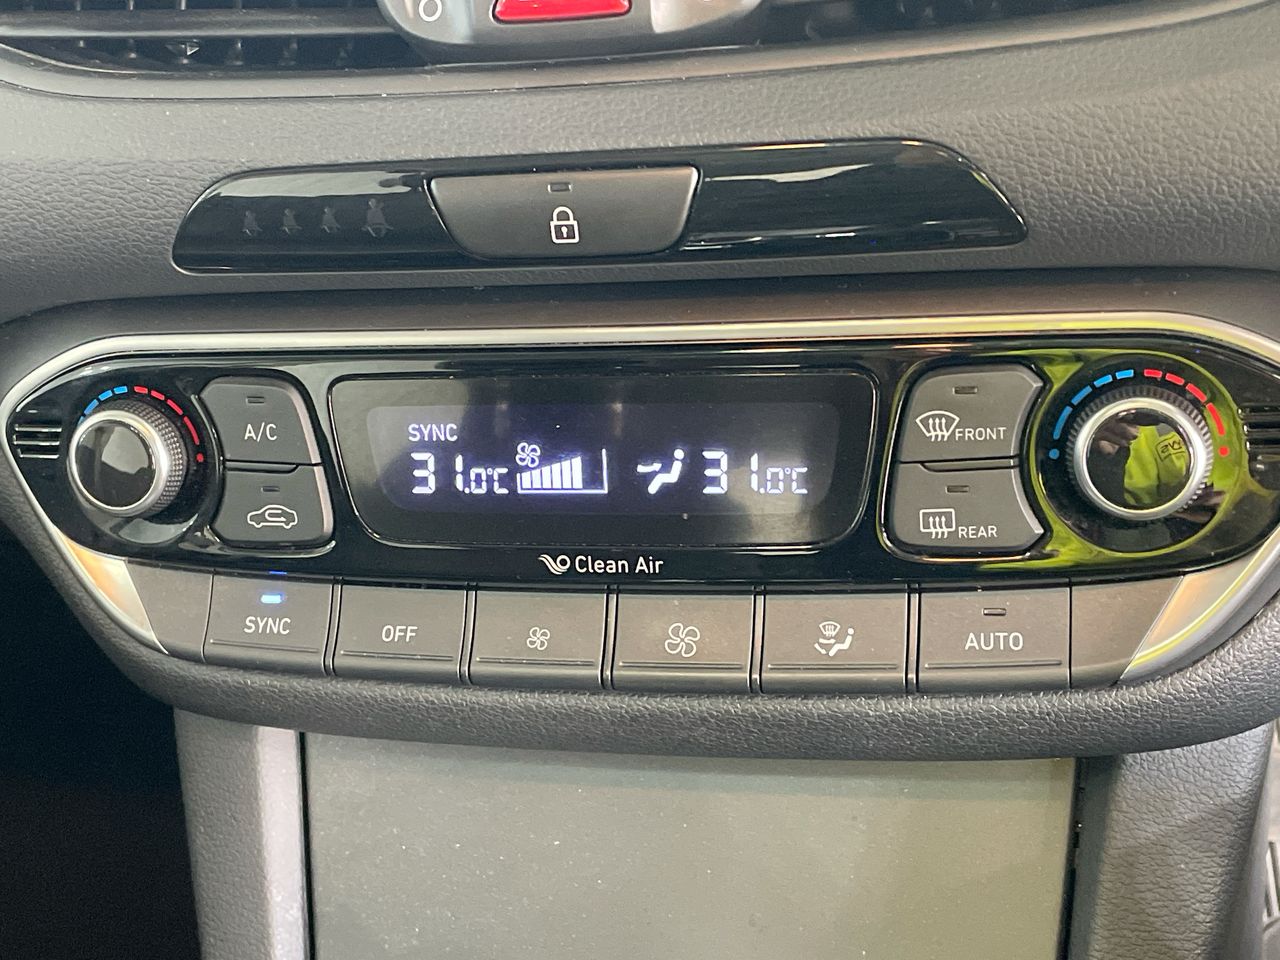 A/C
SYNC
31.0°C
31.0°C
FRONT
REAR
Clean Air
SYNC
OFF
AUTO